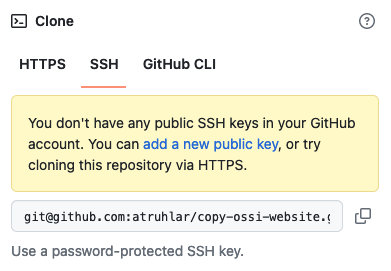 Clone
HTTPS SSH GitHub CLI
You don't have any public SSH keys in your GitHub
account. You can add a new public key, or try
cloning this repository via HTTPS.
git@github.com:atruhlar/copy-ossi-website.g
Use a password-protected SSH key.